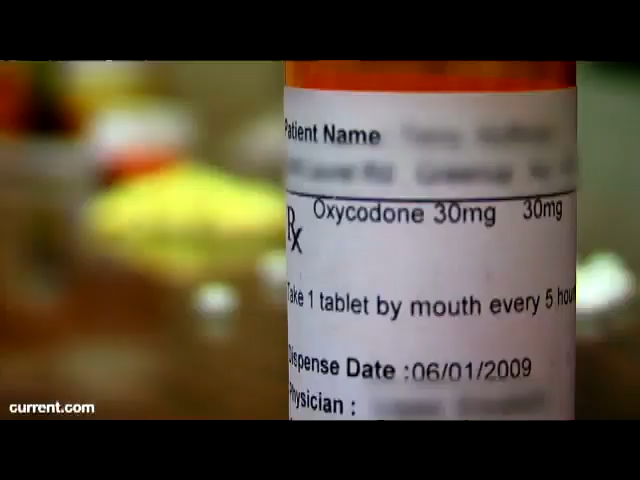 Patient Name
Oxycodone 30mg 30mg
Rx
Take 1 tablet by mouth every 5 hou
Dispense Date :06/01/2009
Physician :
current.com